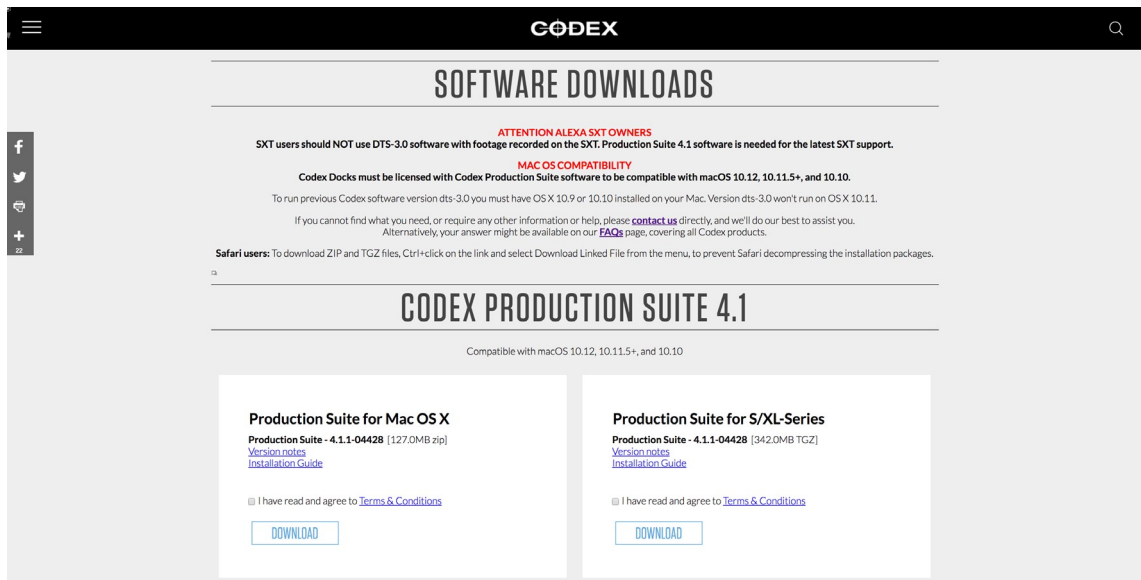 CODEX
SOFTWARE DOWNLOADS
ATTENTION ALEXA SXT OWNERS
SXT users should NOT use DTS-3.0 software with footage recorded on the SXT. Production Suite 4.1 software is needed for the latest SXT support.
MAC OS COMPATIBILITY
Codex Docks must be licensed with Codex Production Suite software to be compatible with macOS 10.12, 10.11.5+, and 10.10.
To run previous Codex software version dts-3.0 you must have OS X 10.9 or 10.10 installed on your Mac. Version dts-3.0 won't run on OS X 10.11.
If you cannot find what you need, or require any other information or help, please contact us directly, and we'll do our best to assist you.
Alternatively, your answer might be available on our FAQs page, covering all Codex products.
Safari users: To download ZIP and TGZ files, Ctrl+click on the link and select Download Linked File from the menu, to prevent Safari decompressing the installation packages.
22
CODEX PRODUCTION SUITE 4.1
Compatible with macOS 10.12, 10.11.5+, and 10.10
Production Suite for Mac OS X
Production Suite - 4.1.1-04428 [127.0MB zip]
Version notes
Installation Guide
I have read and agree to Terms & Conditions
DOWNLOAD
Production Suite for S/XL-Series
Production Suite - 4.1.1-04428 [342.0MB TGZ]
Version notes
Installation Guide
I have read and agree to Terms & Conditions
DOWNLOAD